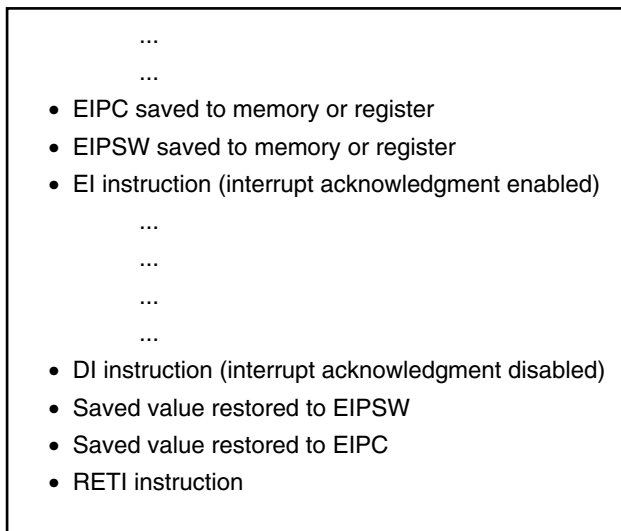 ...
...
• EIPC saved to memory or register
• EIPSW saved to memory or register
• EI instruction (interrupt acknowledgment enabled)
...
...
...
...
• DI instruction (interrupt acknowledgment disabled)
• Saved value restored to EIPSW
• Saved value restored to EIPC
• RETI instruction